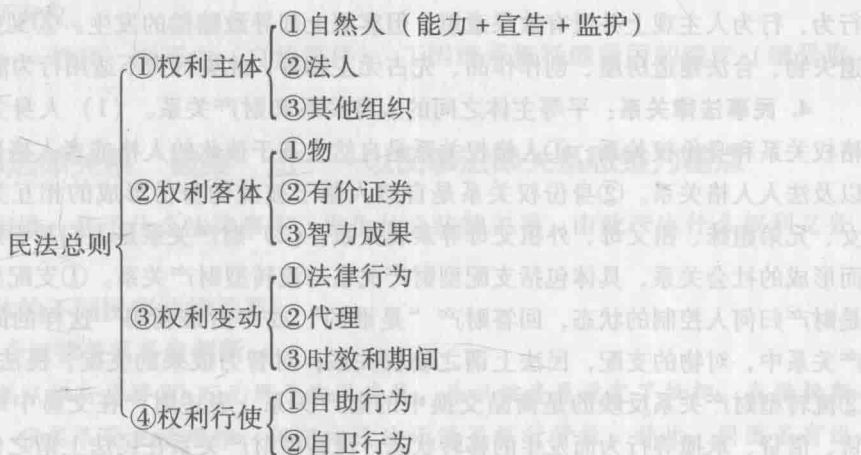 ①自然人（能力+宣告+监护）
①权利主体
②法人
③其他组织
①物
②权利客体
②有价证券
③智力成果
民法总则
①法律行为
③权利变动
②代理
③时效和期间
①自助行为
④权利行使
②自卫行为